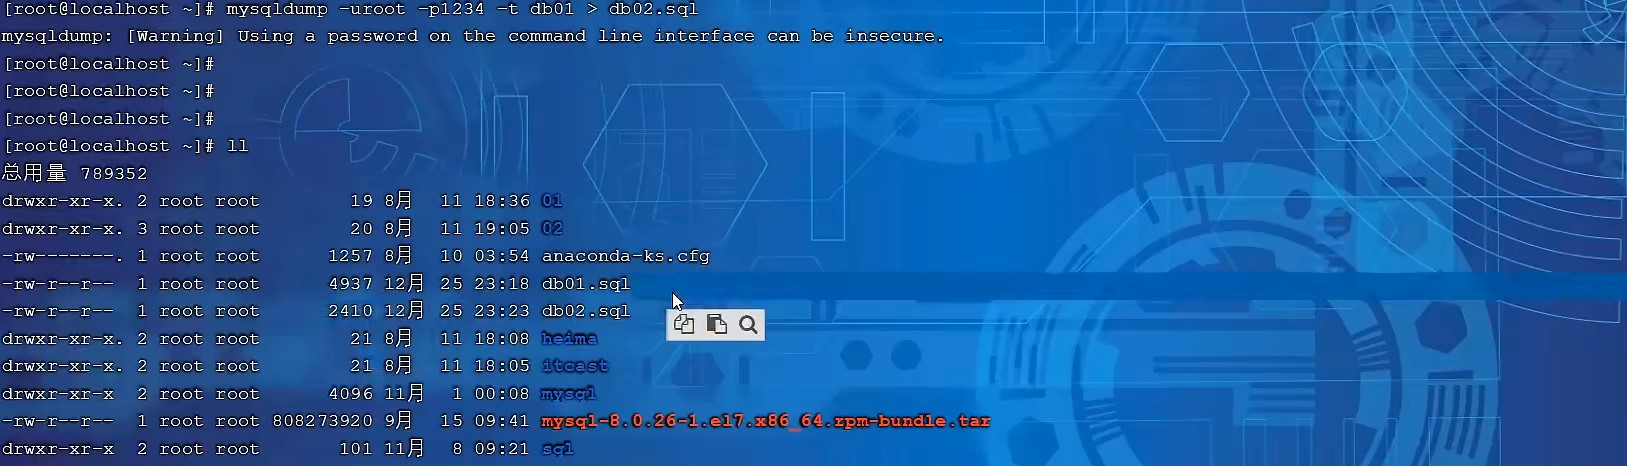 [root@localhost ~]# mysqldump -uroot -p1234 -t db01 > db02.sql
mysqldump: [Warning] Using a password on the command line interface can be insecure.
[root@localhost ~]#
[root@localhost ~]#
[root@localhost ~]#
[root@localhost ~]# ll
总用量 789352
drwxr-xr-x. 2 root root        19 8月   11 18:36 01
drwxr-xr-x. 3 root root        20 8月   11 19:05 02
-rw-------. 1 root root      1257 8月   10 03:54 anaconda-ks.cfg
-rw-r--r--  1 root root      4937 12月  25 23:18 db01.sql
-rw-r--r--  1 root root      2410 12月  25 23:23 db02.sql
drwxr-xr-x. 2 root root        21 8月   11 18:08 heima
drwxr-xr-x. 2 root root        21 8月   11 18:05 itcast
drwxr-xr-x  2 root root      4096 11月   1 00:08 mysql
-rw-r--r--  1 root root 808273920 9月   15 09:41 mysql-8.0.26-1.el7.x86_64.rpm-bundle.tar
drwxr-xr-x  2 root root       101 11月   8 09:21 sql